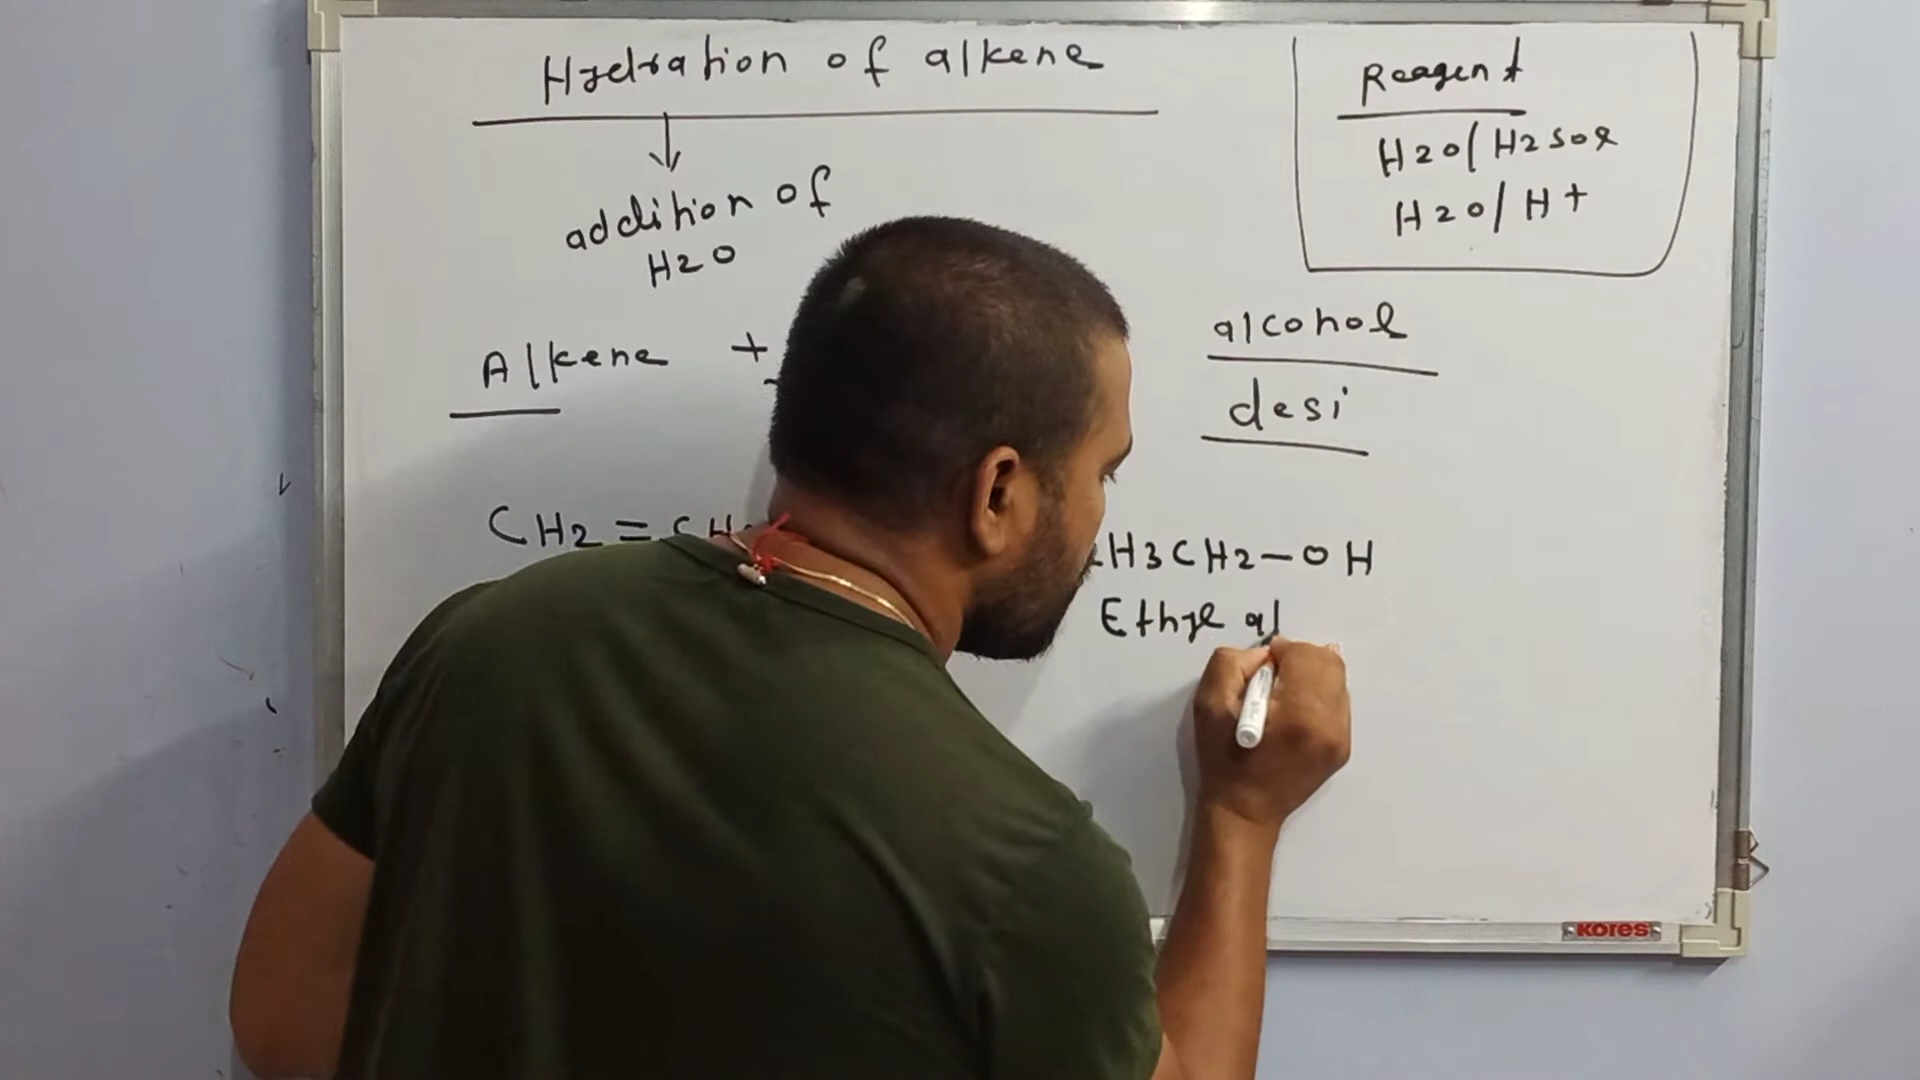 Hydration of alkene
↓
addition of
H2O
Reagent
H2O/H2SO4
H2O/H+
Alkene +
alcohol
desi
CH2=CH
H3CH2-OH
Ethyl al
KORES